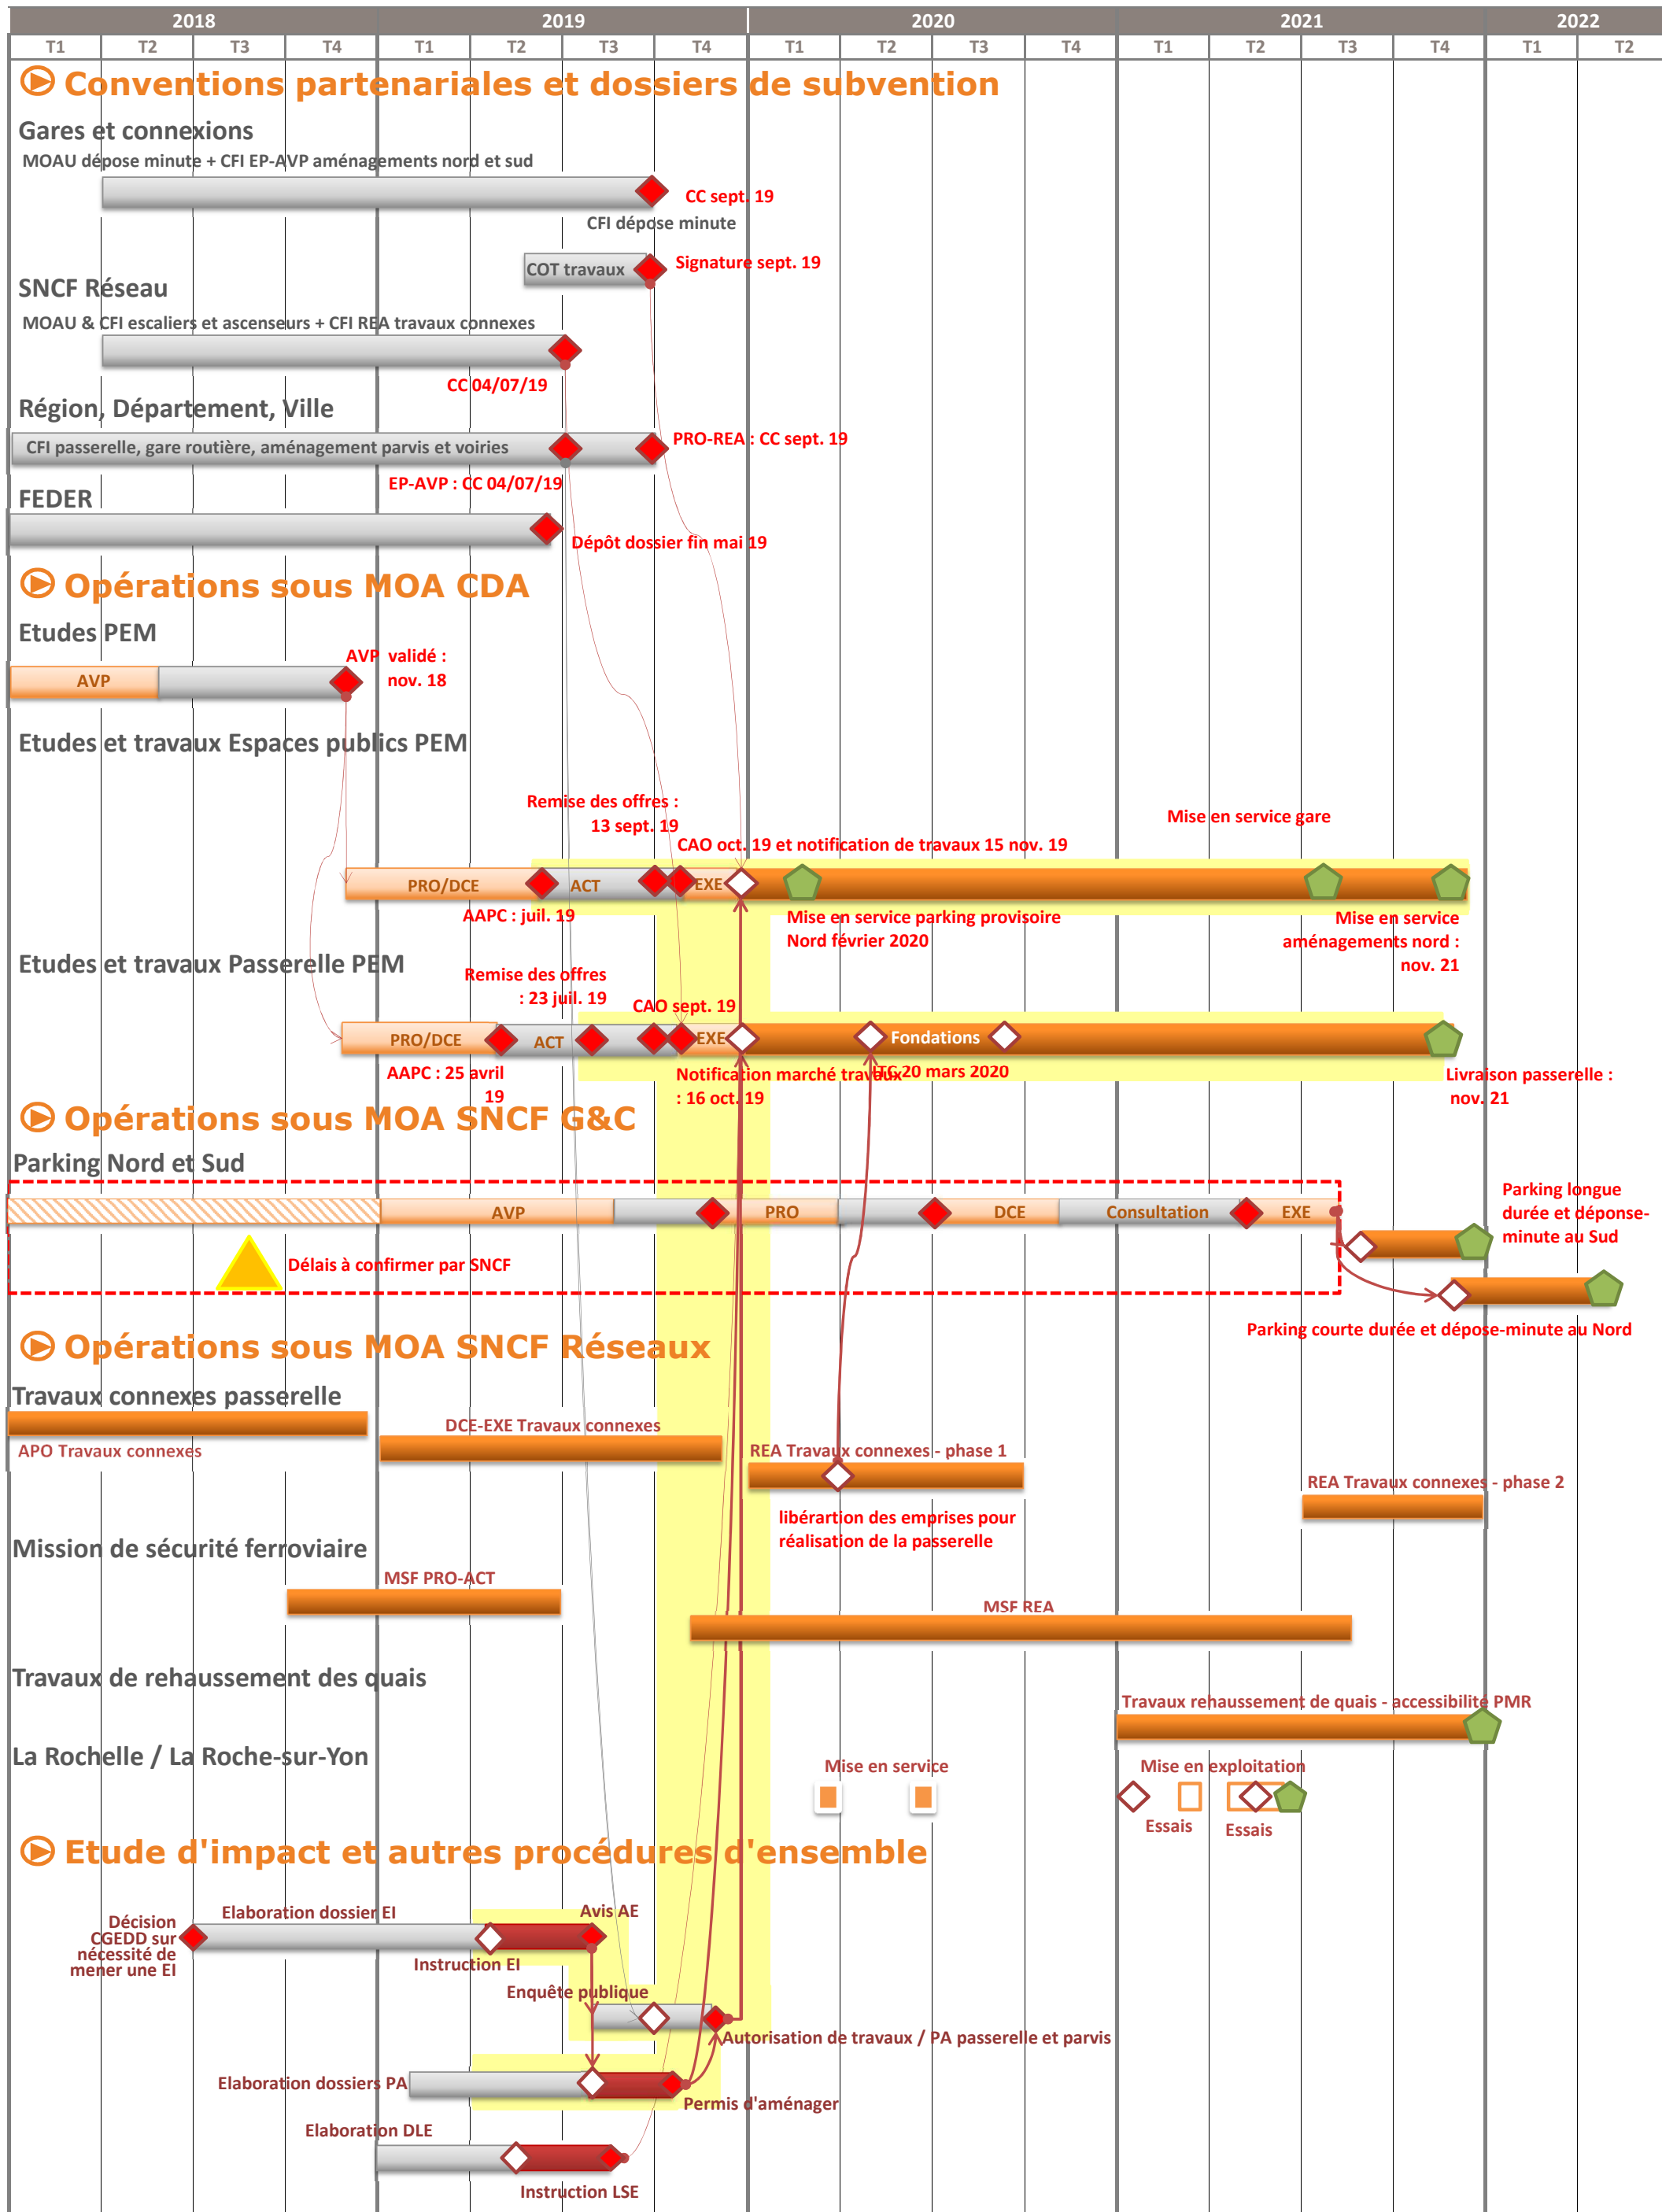 2018 2019 2020 2021 2022
T1 T2 T3 T4 T1 T2 T3 T4 T1 T2 T3 T4 T1 T2 T3 T4 T1 T2
Conventions partenariales et dossiers de subvention
Gares et connexions
MOAU dépose minute + CFI EP-AVP aménagements nord et sud
CC sept. 19
CFI dépose minute
COT travaux
Signature sept. 19
SNCF Réseau
MOAU & CFI escaliers et ascenseurs + CFI REA travaux connexes
CC 04/07/19
Région, Département, Ville
CFI passerelle, gare routière, aménagement parvis et voiries
PRO-REA : CC sept. 19
EP-AVP : CC 04/07/19
FEDER
Dépôt dossier fin mai 19
Opérations sous MOA CDA
Etudes PEM
AVP
AVP validé :
nov. 18
Etudes et travaux Espaces publics PEM
Remise des offres :
13 sept. 19
Mise en service gare
CAO oct. 19 et notification de travaux 15 nov. 19
PRO/DCE ACT EXE
AAPC : juil. 19
Mise en service parking provisoire
Nord février 2020
Mise en service
aménagements nord :
nov. 21
Etudes et travaux Passerelle PEM
Remise des offres
: 23 juil. 19
CAO sept. 19
PRO/DCE ACT EXE Fondations
AAPC : 25 avril
19
Notification marché travaux
: 16 oct. 19
ITC 20 mars 2020
Livraison passerelle :
nov. 21
Opérations sous MOA SNCF G&C
Parking Nord et Sud
AVP PRO DCE Consultation EXE
Parking longue
durée et déponse-
minute au Sud
Délais à confirmer par SNCF
Parking courte durée et dépose-minute au Nord
Opérations sous MOA SNCF Réseaux
Travaux connexes passerelle
APO Travaux connexes
DCE-EXE Travaux connexes
REA Travaux connexes - phase 1
REA Travaux connexes - phase 2
libérartion des emprises pour
réalisation de la passerelle
Mission de sécurité ferroviaire
MSF PRO-ACT
MSF REA
Travaux de rehaussement des quais
Travaux rehaussement de quais - accessibilité PMR
La Rochelle / La Roche-sur-Yon
Mise en service
Mise en exploitation
Essais
Essais
Etude d'impact et autres procédures d'ensemble
Décision
CGEDD sur
nécessité de
mener une EI
Elaboration dossier EI
Avis AE
Instruction EI
Enquête publique
Autorisation de travaux / PA passerelle et parvis
Elaboration dossiers PA
Permis d'aménager
Elaboration DLE
Instruction LSE